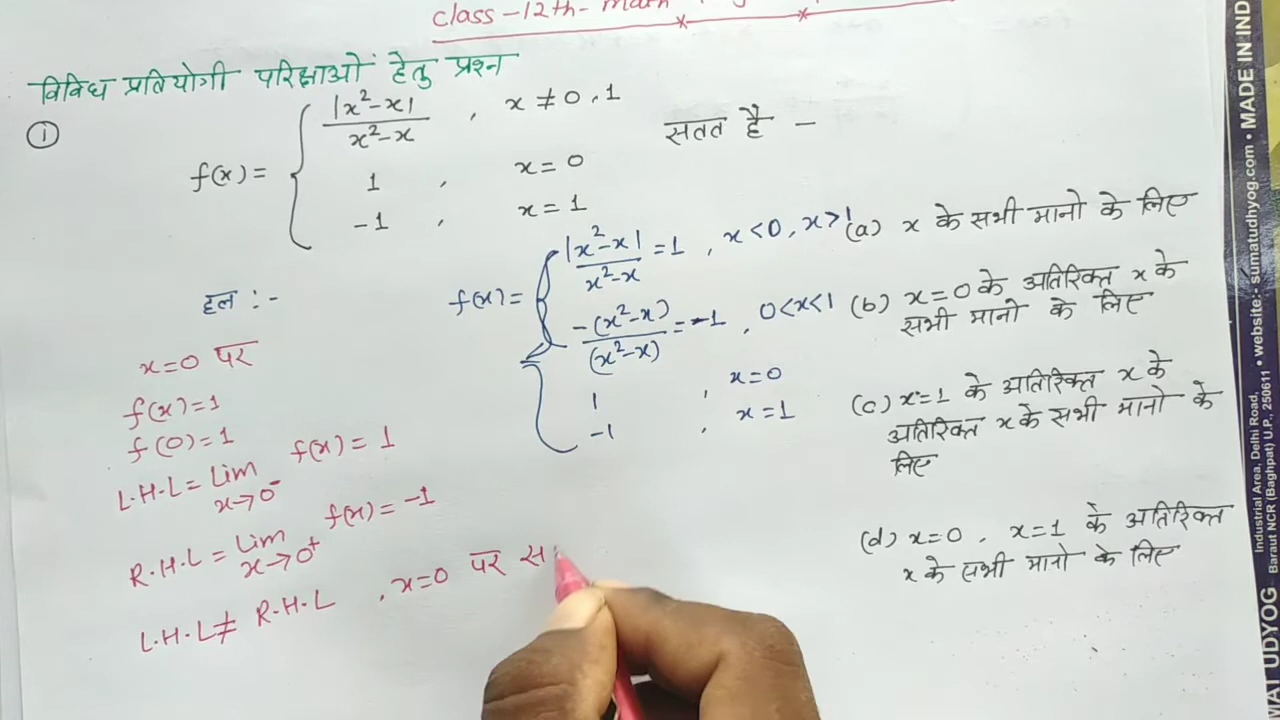 class-12th- math
विविध प्रतियोगी परिक्षाओं हेतु प्रश्न
① f(x) = { |x²-x| / x²-x , x ≠ 0, 1
1 , x = 0
-1 , x = 1
सतत है -
(a) x के सभी मानो के लिए
(b) x=0 के अतिरिक्त x के
सभी मानो के लिए
(c) x=1 के अतिरिक्त x के
अतिरिक्त x के सभी मानो के
लिए
(d) x=0 , x=1 के अतिरिक्त
x के सभी मानो के लिए
हल :-
f(x) = { |x²-x| / x²-x = 1 , x<0, x>1
-(x²-x) / (x²-x) = -1 , 0<x<1
1 , x=0
-1 , x=1
x=0 पर
f(x)=1
f(0)=1
L.H.L = Lim x→0⁻ f(x) = 1
R.H.L = Lim x→0⁺ f(x) = -1
L.H.L ≠ R.H.L , x=0 पर स
MAT UDYOG Industrial Area, Delhi Road,
Baraut NCR (Baghpat) U.P. 250611 • website:- sumatudhyog.com • MADE IN IND